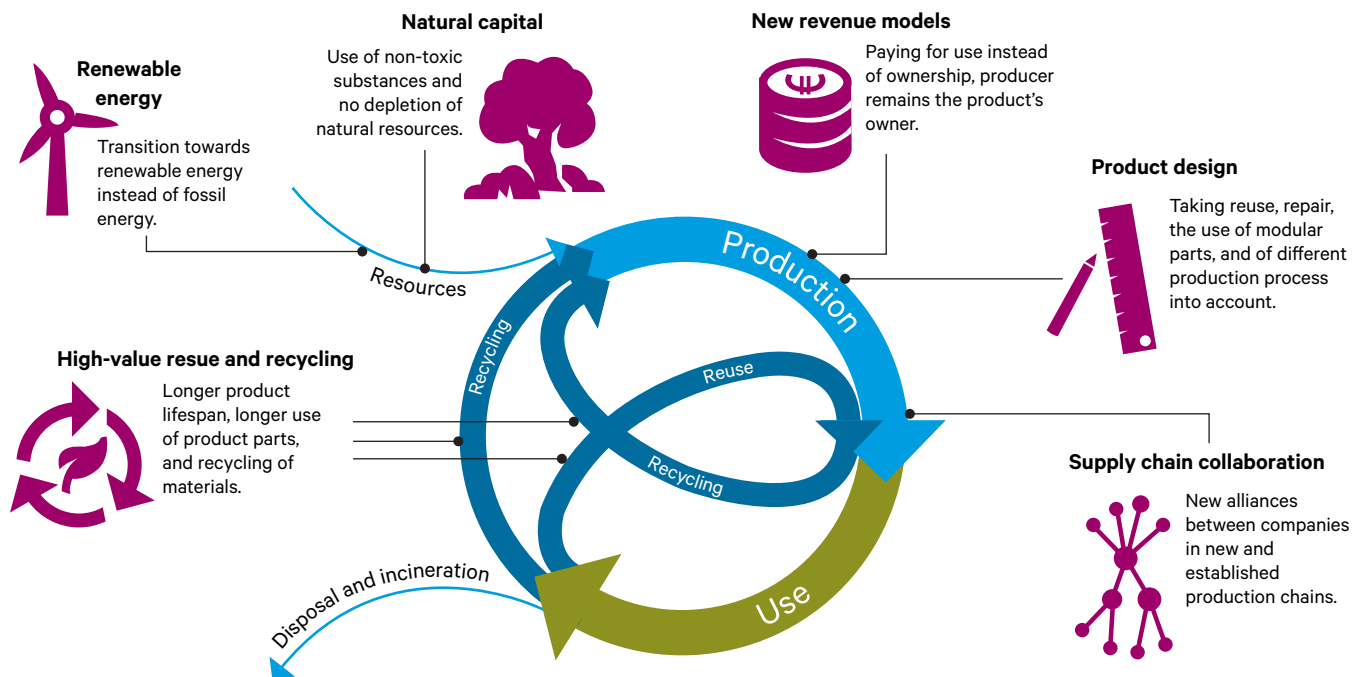 Natural capital
Use of non-toxic
substances and
no depletion of
natural resources.
New revenue models
Paying for use instead
of ownership, producer
remains the product’s
owner.
Renewable
energy
Transition towards
renewable energy
instead of fossil
energy.
Product design
Taking reuse, repair,
the use of modular
parts, and of different
production process
into account.
Resources
Production
High-value resue and recycling
Longer product
lifespan, longer use
of product parts,
and recycling of
materials.
Recycling
Reuse
Recycling
Supply chain collaboration
New alliances
between companies
in new and
established
production chains.
Disposal and incineration
Use